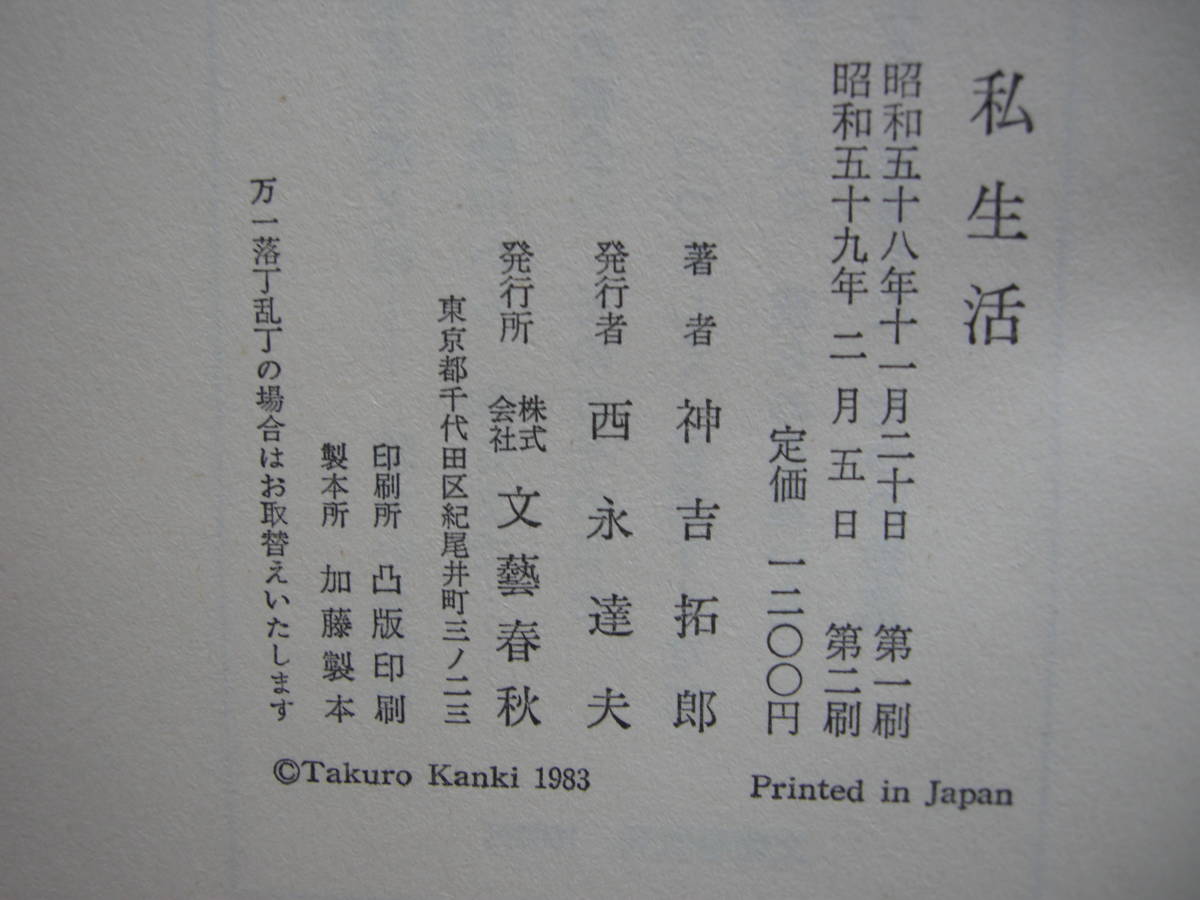 私生活
昭和五十八年十一月二十日 第一刷
昭和五十九年 二月 五日 第二刷
定価 一二〇〇円
著者 神吉拓郎
発行者 西永達夫
発行所 株式会社 文藝春秋
東京都千代田区紀尾井町三ノ二三
印刷所 凸版印刷
製本所 加藤製本
万一落丁乱丁の場合はお取替えいたします
©Takuro Kanki 1983
Printed in Japan